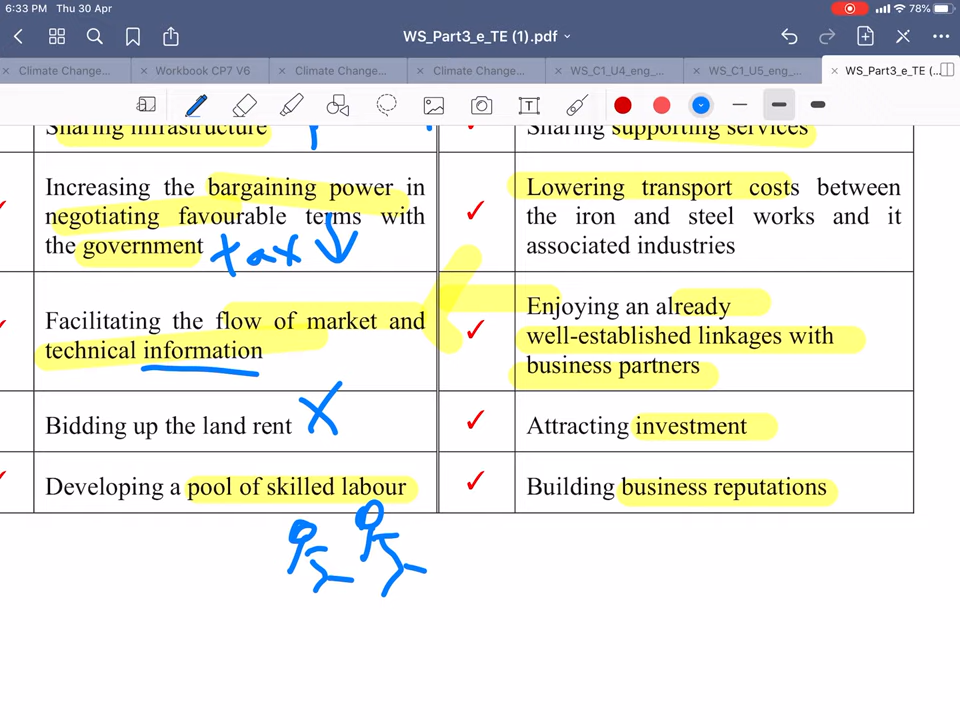 6:33 PM Thu 30 Apr
78%
WS_Part3_e_TE (1).pdf
Climate Change...
Workbook CP7 V6
Climate Change...
Climate Change...
WS_C1_U4_eng_...
WS_C1_U5_eng_...
WS_Part3_e_TE (...
T
Sharing infrastructure
✓ Sharing supporting services
Increasing the bargaining power in
negotiating favourable terms with
the government
tax ↓
✓ Lowering transport costs between
the iron and steel works and it
associated industries
Facilitating the flow of market and
technical information
✓ Enjoying an already
well-established linkages with
business partners
Bidding up the land rent X
✓ Attracting investment
Developing a pool of skilled labour
✓ Building business reputations